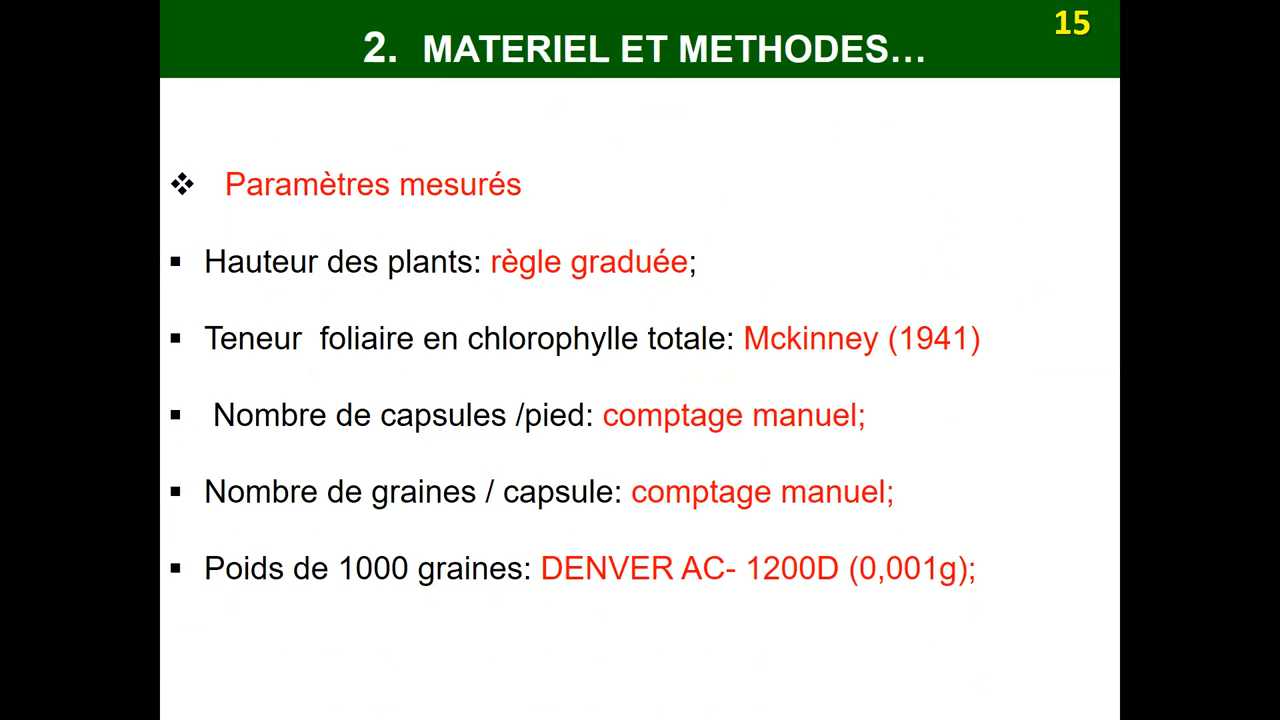 15
2. MATERIEL ET METHODES…
❖ Paramètres mesurés
▪ Hauteur des plants: règle graduée;
▪ Teneur foliaire en chlorophylle totale: Mckinney (1941)
▪ Nombre de capsules /pied: comptage manuel;
▪ Nombre de graines / capsule: comptage manuel;
▪ Poids de 1000 graines: DENVER AC- 1200D (0,001g);